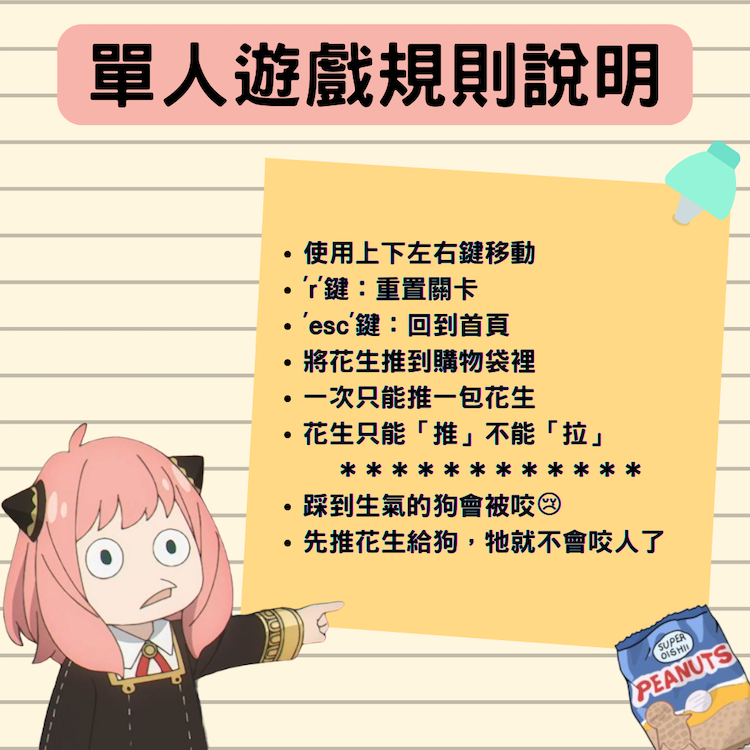 單人遊戲規則說明
• 使用上下左右鍵移動
• 'r'鍵：重置關卡
• 'esc'鍵：回到首頁
• 將花生推到購物袋裡
• 一次只能推一包花生
• 花生只能「推」不能「拉」
＊＊＊＊＊＊＊＊＊＊＊＊
• 踩到生氣的狗會被咬😢
• 先推花生給狗，牠就不會咬人了
SUPER
OISHII
PEANUTS